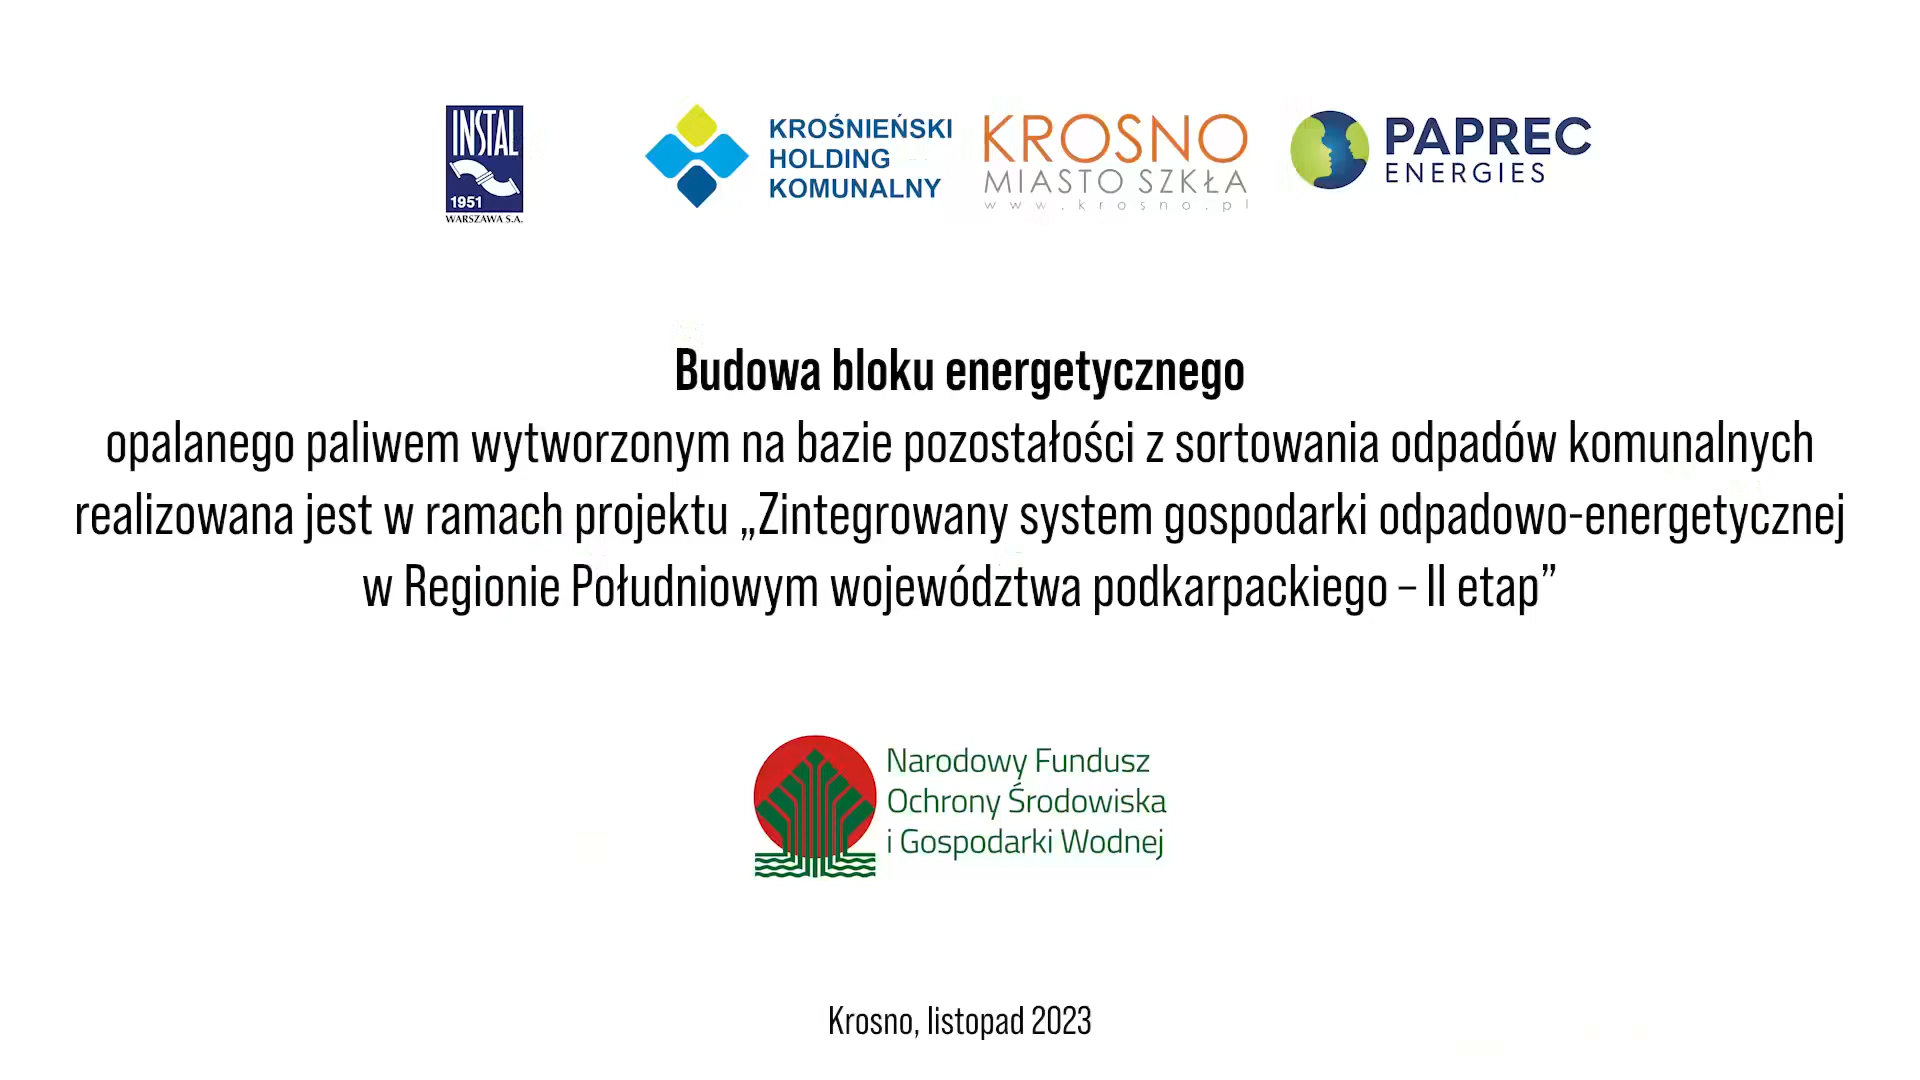 INSTAL
1951
WARSZAWA S.A.
KROŚNIEŃSKI
HOLDING
KOMUNALNY
KROSNO
MIASTO SZKŁA
www.krosno.pl
PAPREC
ENERGIES
Budowa bloku energetycznego
opalanego paliwem wytworzonym na bazie pozostałości z sortowania odpadów komunalnych
realizowana jest w ramach projektu „Zintegrowany system gospodarki odpadowo-energetycznej
w Regionie Południowym województwa podkarpackiego – II etap”
Narodowy Fundusz
Ochrony Środowiska
i Gospodarki Wodnej
Krosno, listopad 2023